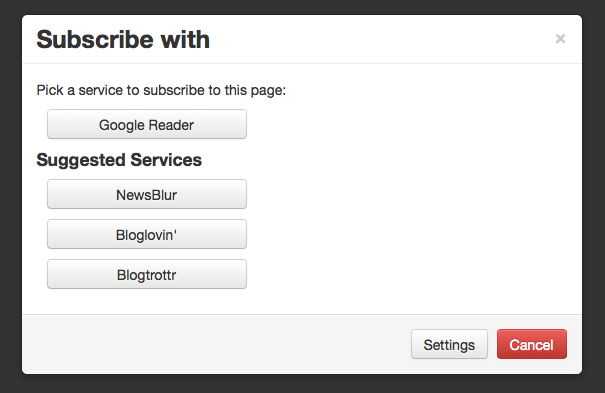 Subscribe with
×
Pick a service to subscribe to this page:
Google Reader
Suggested Services
NewsBlur
Bloglovin'
Blogtrottr
Settings
Cancel